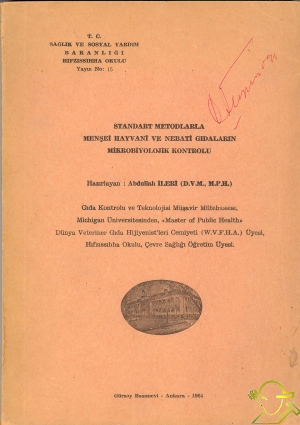 T. C.
SAĞLIK VE SOSYAL YARDIM
BAKANLIĞI
HIFZISSIHHA OKULU
Yayın No: 15
STANDART METODLARLA
MENŞEİ HAYVANÎ VE NEBATÎ GIDALARIN
MİKROBİYOLOJİK KONTROLU
Hazırlayan : Abdullah İLERİ (D.V.M., M.P.H.)
Gıda Kontrolu ve Teknolojisi Müşavir Mütehassısı,
Michigan Üniversitesinden, «Master of Public Health»
Dünya Veteriner Gıda Hijiyenist'leri Cemiyeti (W.V.F.H.A.) Üyesi,
Hıfzıssıhha Okulu, Çevre Sağlığı Öğretim Üyesi.
Gürsoy Basımevi - Ankara - 1964